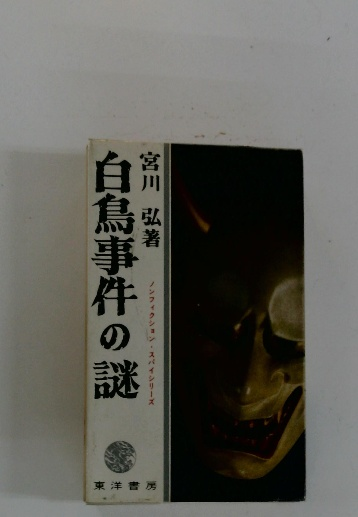 宮川 弘著
白鳥事件の謎
ノンフィクション・スパイシリーズ
東洋書房